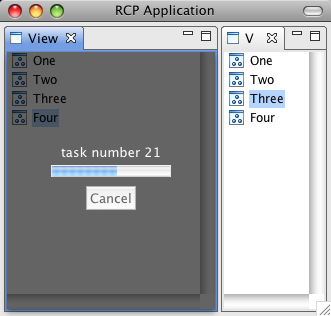 RCP Application
View
One
Two
Three
Four
task number 21
Cancel
V
One
Two
Three
Four